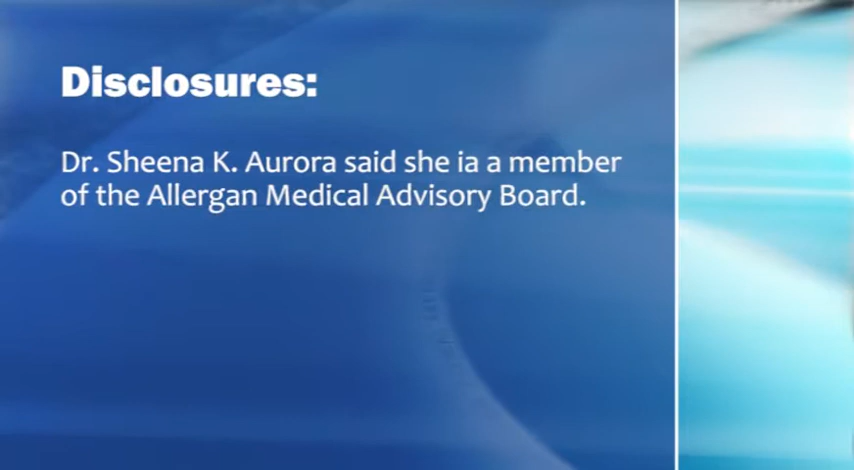 Disclosures:
Dr. Sheena K. Aurora said she ia a member
of the Allergan Medical Advisory Board.